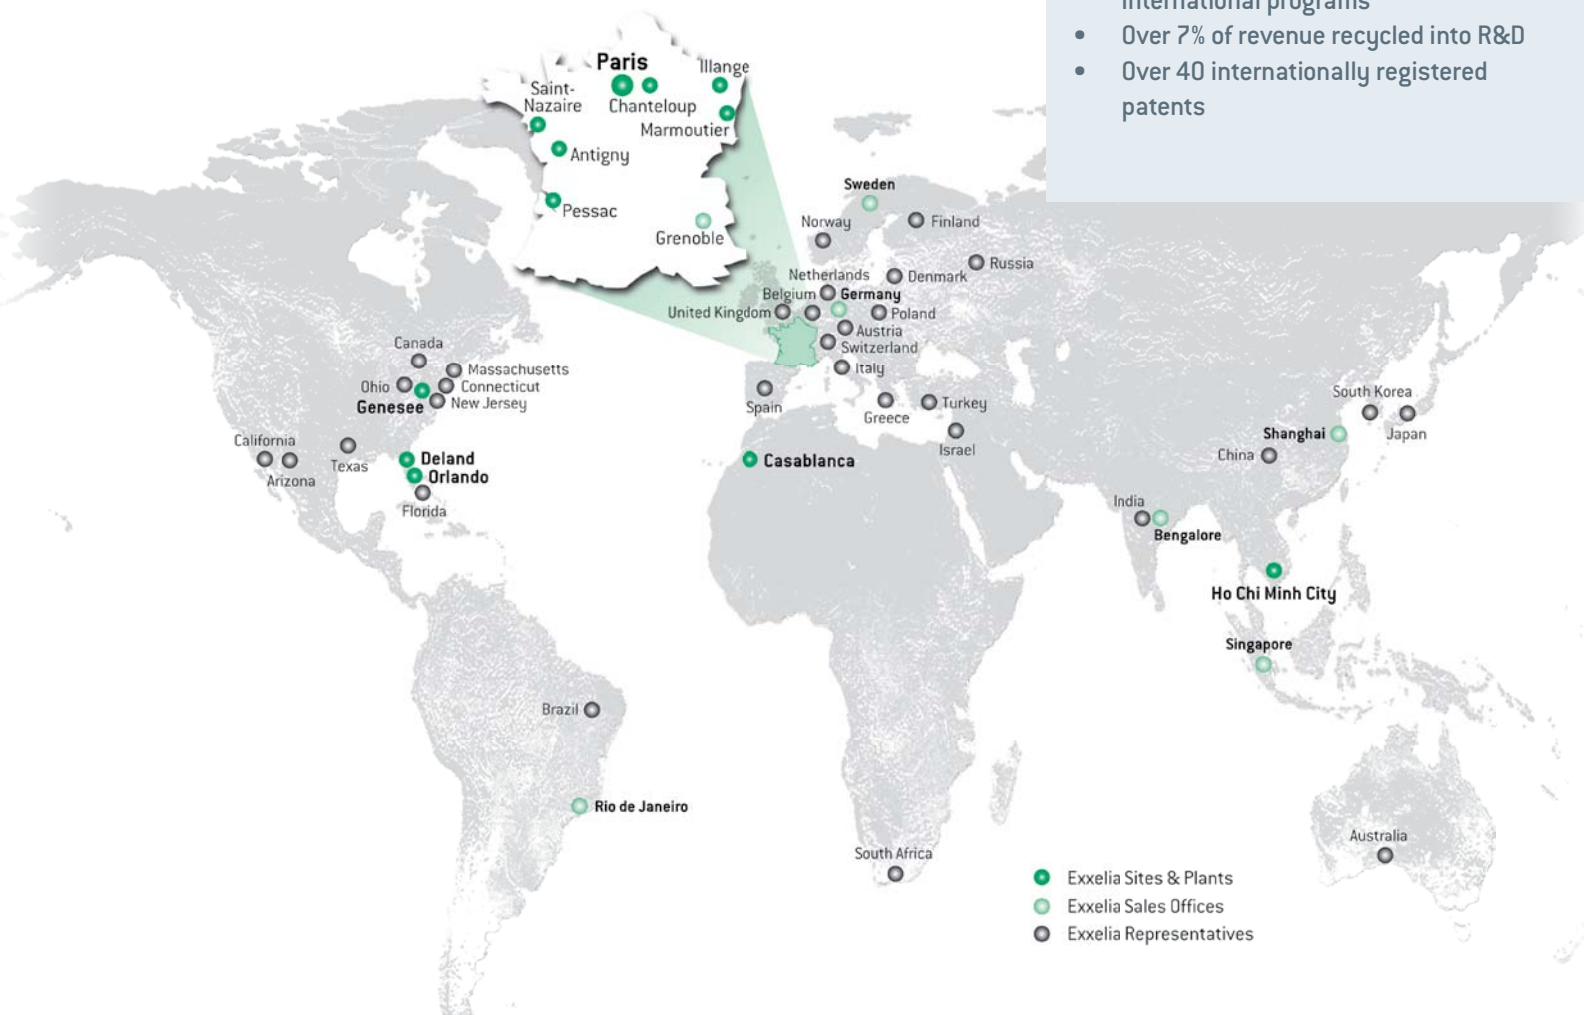 international programs
• Over 7% of revenue recycled into R&D
• Over 40 internationally registered
patents
Paris
Illange
Saint-
Nazaire
Chanteloup
Marmoutier
Antigny
Pessac
Grenoble
Sweden
Norway
Finland
Russia
Netherlands
Denmark
Belgium
Germany
United Kingdom
Poland
Austria
Switzerland
Italy
Spain
Greece
Turkey
Israel
Canada
Massachusetts
Ohio
Connecticut
Genesee
New Jersey
California
Texas
Arizona
Deland
Orlando
Florida
Casablanca
South Korea
Japan
Shanghai
China
India
Bengalore
Ho Chi Minh City
Singapore
Brazil
Rio de Janeiro
South Africa
Australia
Exxelia Sites & Plants
Exxelia Sales Offices
Exxelia Representatives